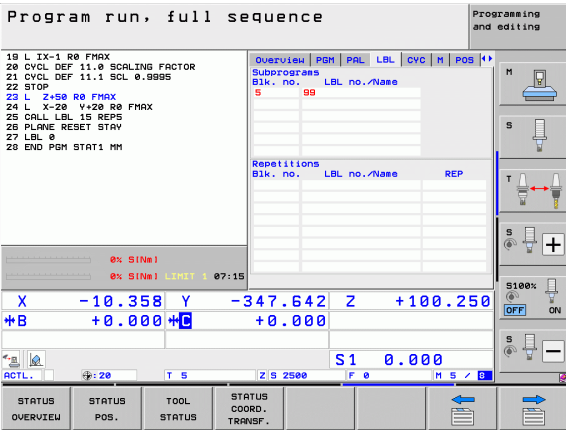 Program run, full sequence
Programming
and editing
19 L IX-1 R0 FMAX
20 CYCL DEF 11.0 SCALING FACTOR
21 CYCL DEF 11.1 SCL 0.9995
22 STOP
23 L Z+50 R0 FMAX
24 L X-20 Y+20 R0 FMAX
25 CALL LBL 15 REP5
26 PLANE RESET STAY
27 LBL 0
28 END PGM STAT1 MM
Overview PGM PAL LBL CYC M POS
Subprograms
Blk. no. LBL no./Name
5 99
Repetitions
Blk. no. LBL no./Name REP
0% S[Nm]
0% S[Nm] LIMIT 1 07:15
X -10.358 Y -347.642 Z +100.250
B +0.000 C +0.000
S1 0.000
ACTL. : 20 T 5 Z S 2500 F 0 M 5 / 8
STATUS
OVERVIEW
STATUS
POS.
TOOL
STATUS
STATUS
COORD.
TRANSF.
M
S
T
S
S100%
OFF ON
S